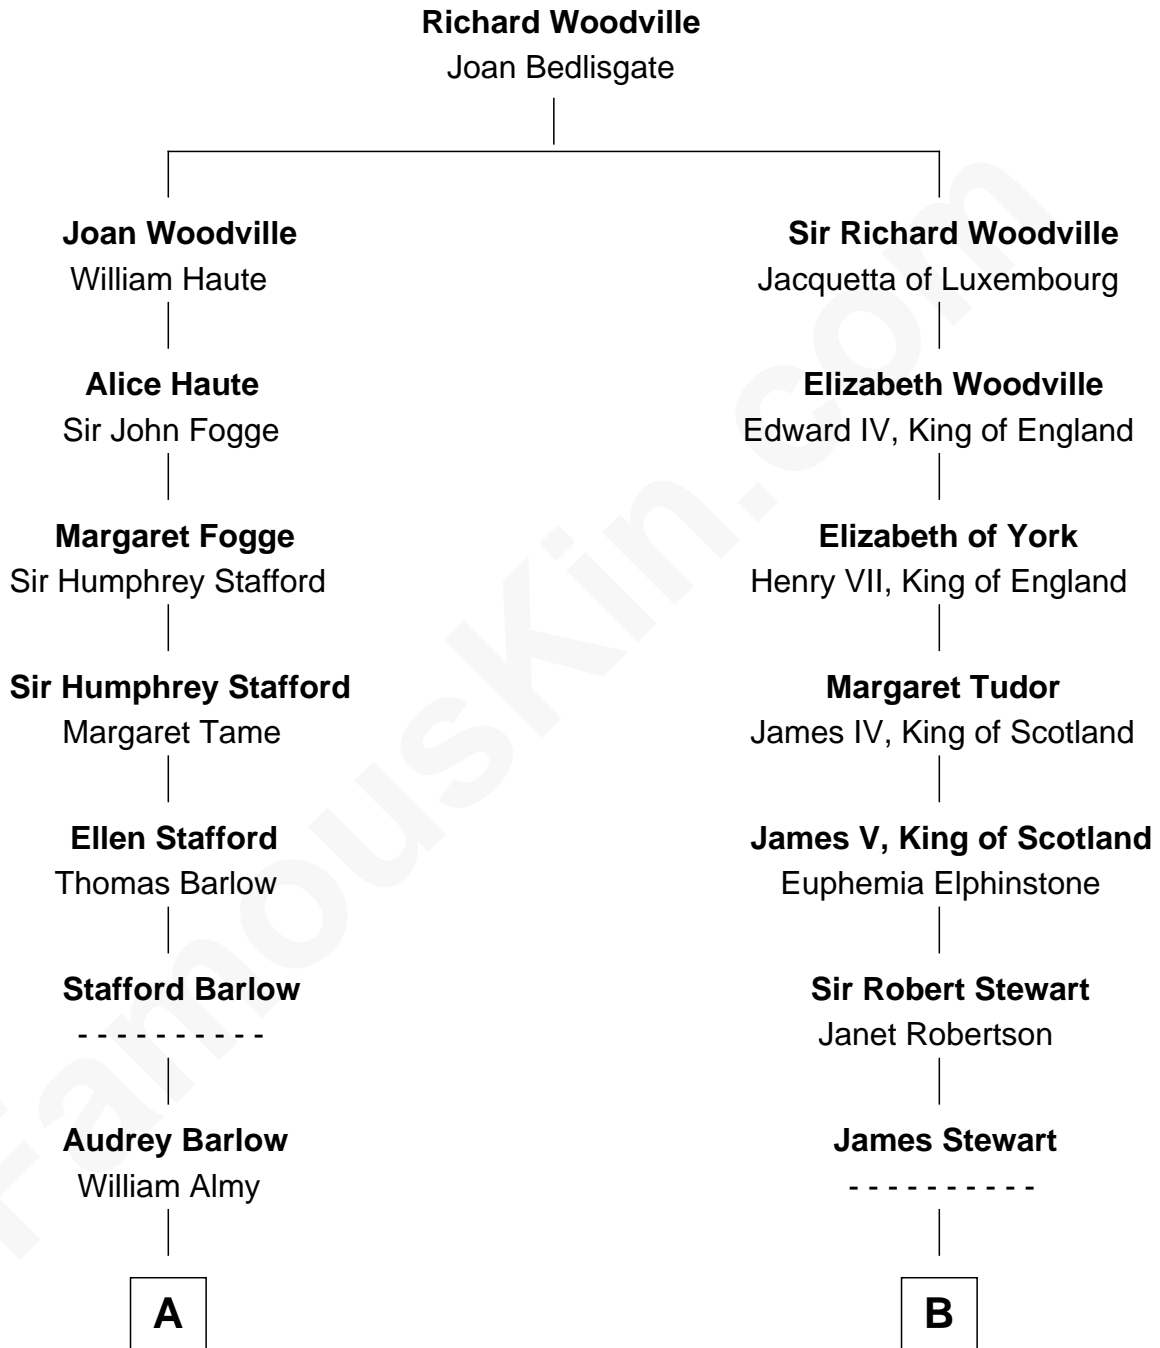 Richard Woodville
Joan Bedlisgate
Joan Woodville
William Haute
Sir Richard Woodville
Jacquetta of Luxembourg
Alice Haute
Sir John Fogge
Elizabeth Woodville
Edward IV, King of England
Margaret Fogge
Sir Humphrey Stafford
Elizabeth of York
Henry VII, King of England
Sir Humphrey Stafford
Margaret Tame
Margaret Tudor
James IV, King of Scotland
Ellen Stafford
Thomas Barlow
James V, King of Scotland
Euphemia Elphinstone
Stafford Barlow
- - - - - - - - - -
Sir Robert Stewart
Janet Robertson
Audrey Barlow
William Almy
James Stewart
- - - - - - - - - -
A
B
FamousKin.com